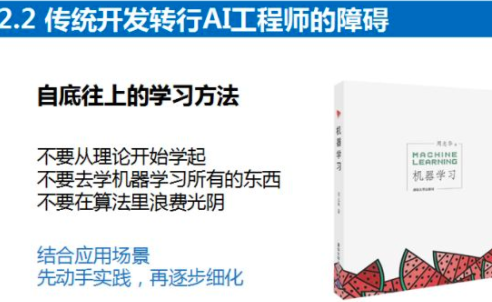 2.2 传统开发转行AI工程师的障碍
自底往上的学习方法
不要从理论开始学起
不要去学机器学习所有的东西
不要在算法里浪费光阴
结合应用场景
先动手实践，再逐步细化
机器学习
周志华
MACHINE
LEARNING
机器学习